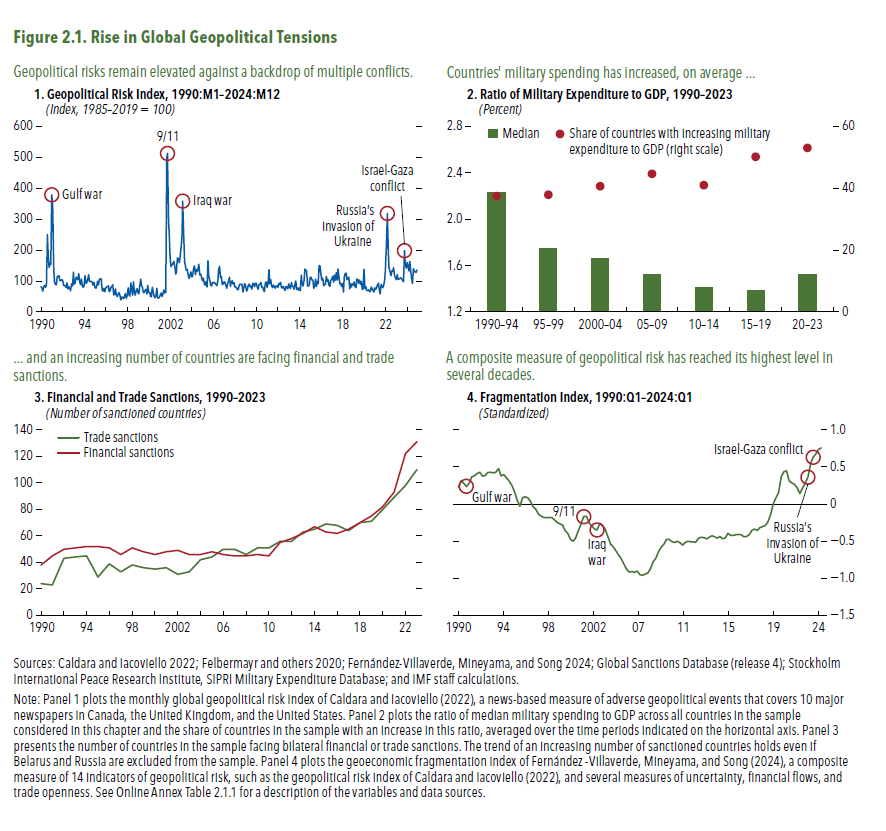 Figure 2.1. Rise in Global Geopolitical Tensions
Geopolitical risks remain elevated against a backdrop of multiple conflicts.
1. Geopolitical Risk Index, 1990:M1–2024:M12
(Index, 1985–2019 = 100)
600
500
400
300
200
100
0
9/11
Gulf war
Iraq war
Israel-Gaza
conflict
Russia's
invasion of
Ukraine
1990 94 98 2002 06 10 14 18 22
Countries' military spending has increased, on average ...
2. Ratio of Military Expenditure to GDP, 1990–2023
(Percent)
2.8
2.4
2.0
1.6
1.2
Median
Share of countries with increasing military
expenditure to GDP (right scale)
60
40
20
0
1990–94 95–99 2000–04 05–09 10–14 15–19 20–23
... and an increasing number of countries are facing financial and trade
sanctions.
3. Financial and Trade Sanctions, 1990–2023
(Number of sanctioned countries)
140
120
100
80
60
40
20
0
Trade sanctions
Financial sanctions
1990 94 98 2002 06 10 14 18 22
A composite measure of geopolitical risk has reached its highest level in
several decades.
4. Fragmentation Index, 1990:Q1–2024:Q1
(Standardized)
1.0
0.5
0
−0.5
−1.0
−1.5
Israel-Gaza conflict
Gulf war
9/11
Iraq
war
Russia's
invasion of
Ukraine
1990 94 98 2002 07 11 15 19 24
Sources: Caldara and Iacoviello 2022; Felbermayr and others 2020; Fernández-Villaverde, Mineyama, and Song 2024; Global Sanctions Database (release 4); Stockholm
International Peace Research Institute, SIPRI Military Expenditure Database; and IMF staff calculations.
Note: Panel 1 plots the monthly global geopolitical risk index of Caldara and Iacoviello (2022), a news-based measure of adverse geopolitical events that covers 10 major
newspapers in Canada, the United Kingdom, and the United States. Panel 2 plots the ratio of median military spending to GDP across all countries in the sample
considered in this chapter and the share of countries in the sample with an increase in this ratio, averaged over the time periods indicated on the horizontal axis. Panel 3
presents the number of countries in the sample facing bilateral financial or trade sanctions. The trend of an increasing number of sanctioned countries holds even if
Belarus and Russia are excluded from the sample. Panel 4 plots the geoeconomic fragmentation index of Fernández -Villaverde, Mineyama, and Song (2024), a composite
measure of 14 indicators of geopolitical risk, such as the geopolitical risk index of Caldara and Iacoviello (2022), and several measures of uncertainty, financial flows, and
trade openness. See Online Annex Table 2.1.1 for a description of the variables and data sources.